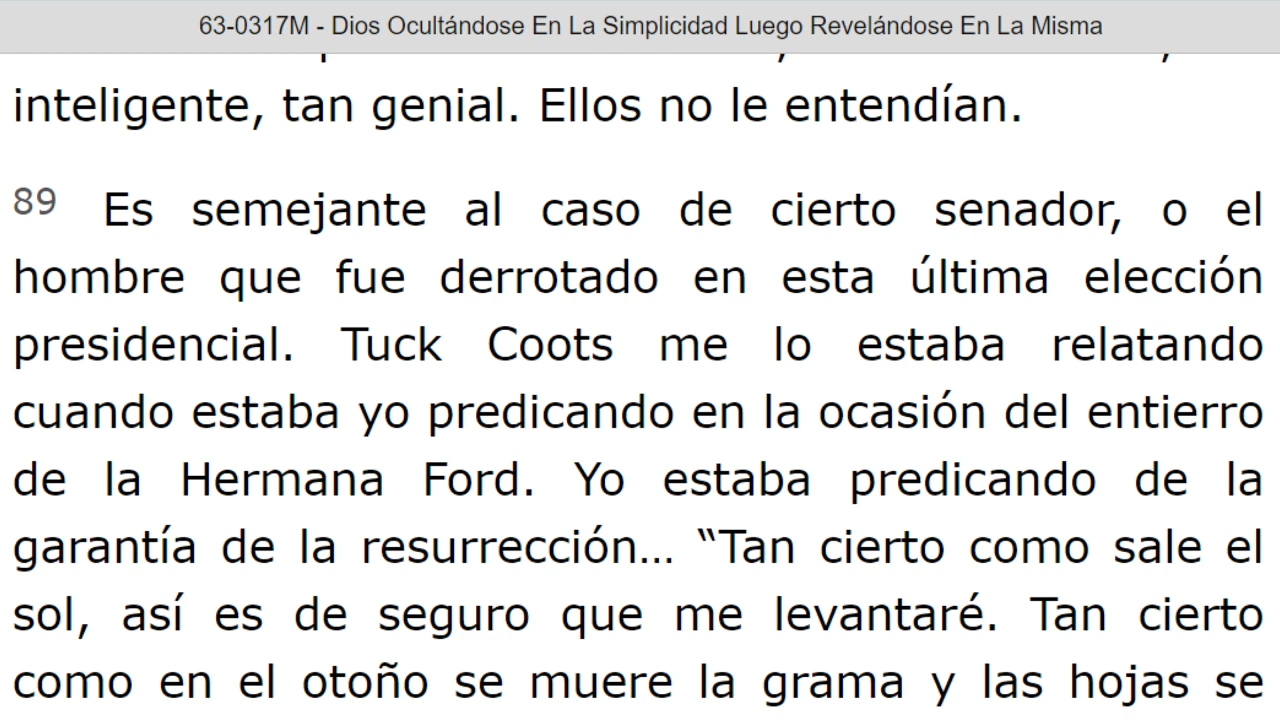 63-0317M - Dios Ocultándose En La Simplicidad Luego Revelándose En La Misma
inteligente, tan genial. Ellos no le entendían.
89 Es semejante al caso de cierto senador, o el
hombre que fue derrotado en esta última elección
presidencial. Tuck Coots me lo estaba relatando
cuando estaba yo predicando en la ocasión del entierro
de la Hermana Ford. Yo estaba predicando de la
garantía de la resurrección... “Tan cierto como sale el
sol, así es de seguro que me levantaré. Tan cierto
como en el otoño se muere la grama y las hojas se